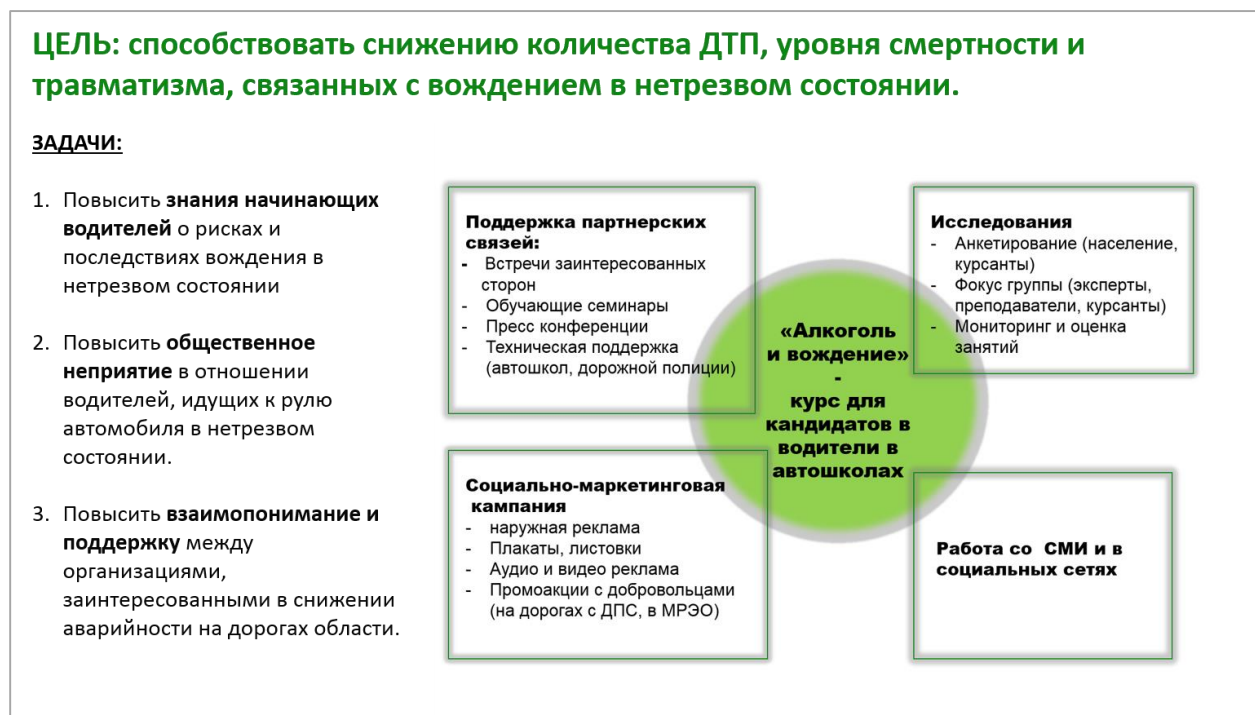 ЦЕЛЬ: способствовать снижению количества ДТП, уровня смертности и
травматизма, связанных с вождением в нетрезвом состоянии.
ЗАДАЧИ:
1. Повысить знания начинающих
водителей о рисках и
последствиях вождения в
нетрезвом состоянии
2. Повысить общественное
неприятие в отношении
водителей, идущих к рулю
автомобиля в нетрезвом
состоянии.
3. Повысить взаимопонимание и
поддержку между
организациями,
заинтересованными в снижении
аварийности на дорогах области.
Поддержка партнерских
связей:
- Встречи заинтересованных
сторон
- Обучающие семинары
- Пресс конференции
- Техническая поддержка
(автошкол, дорожной полиции)
Исследования
- Анкетирование (население,
курсанты)
- Фокус группы (эксперты,
преподаватели, курсанты)
- Мониторинг и оценка
занятий
«Алкоголь
и вождение»
-
курс для
кандидатов в
водители в
автошколах
Социально-маркетинговая
кампания
- наружная реклама
- Плакаты, листовки
- Аудио и видео реклама
- Промоакции с добровольцами
(на дорогах с ДПС, в МРЭО)
Работа со СМИ и в
социальных сетях